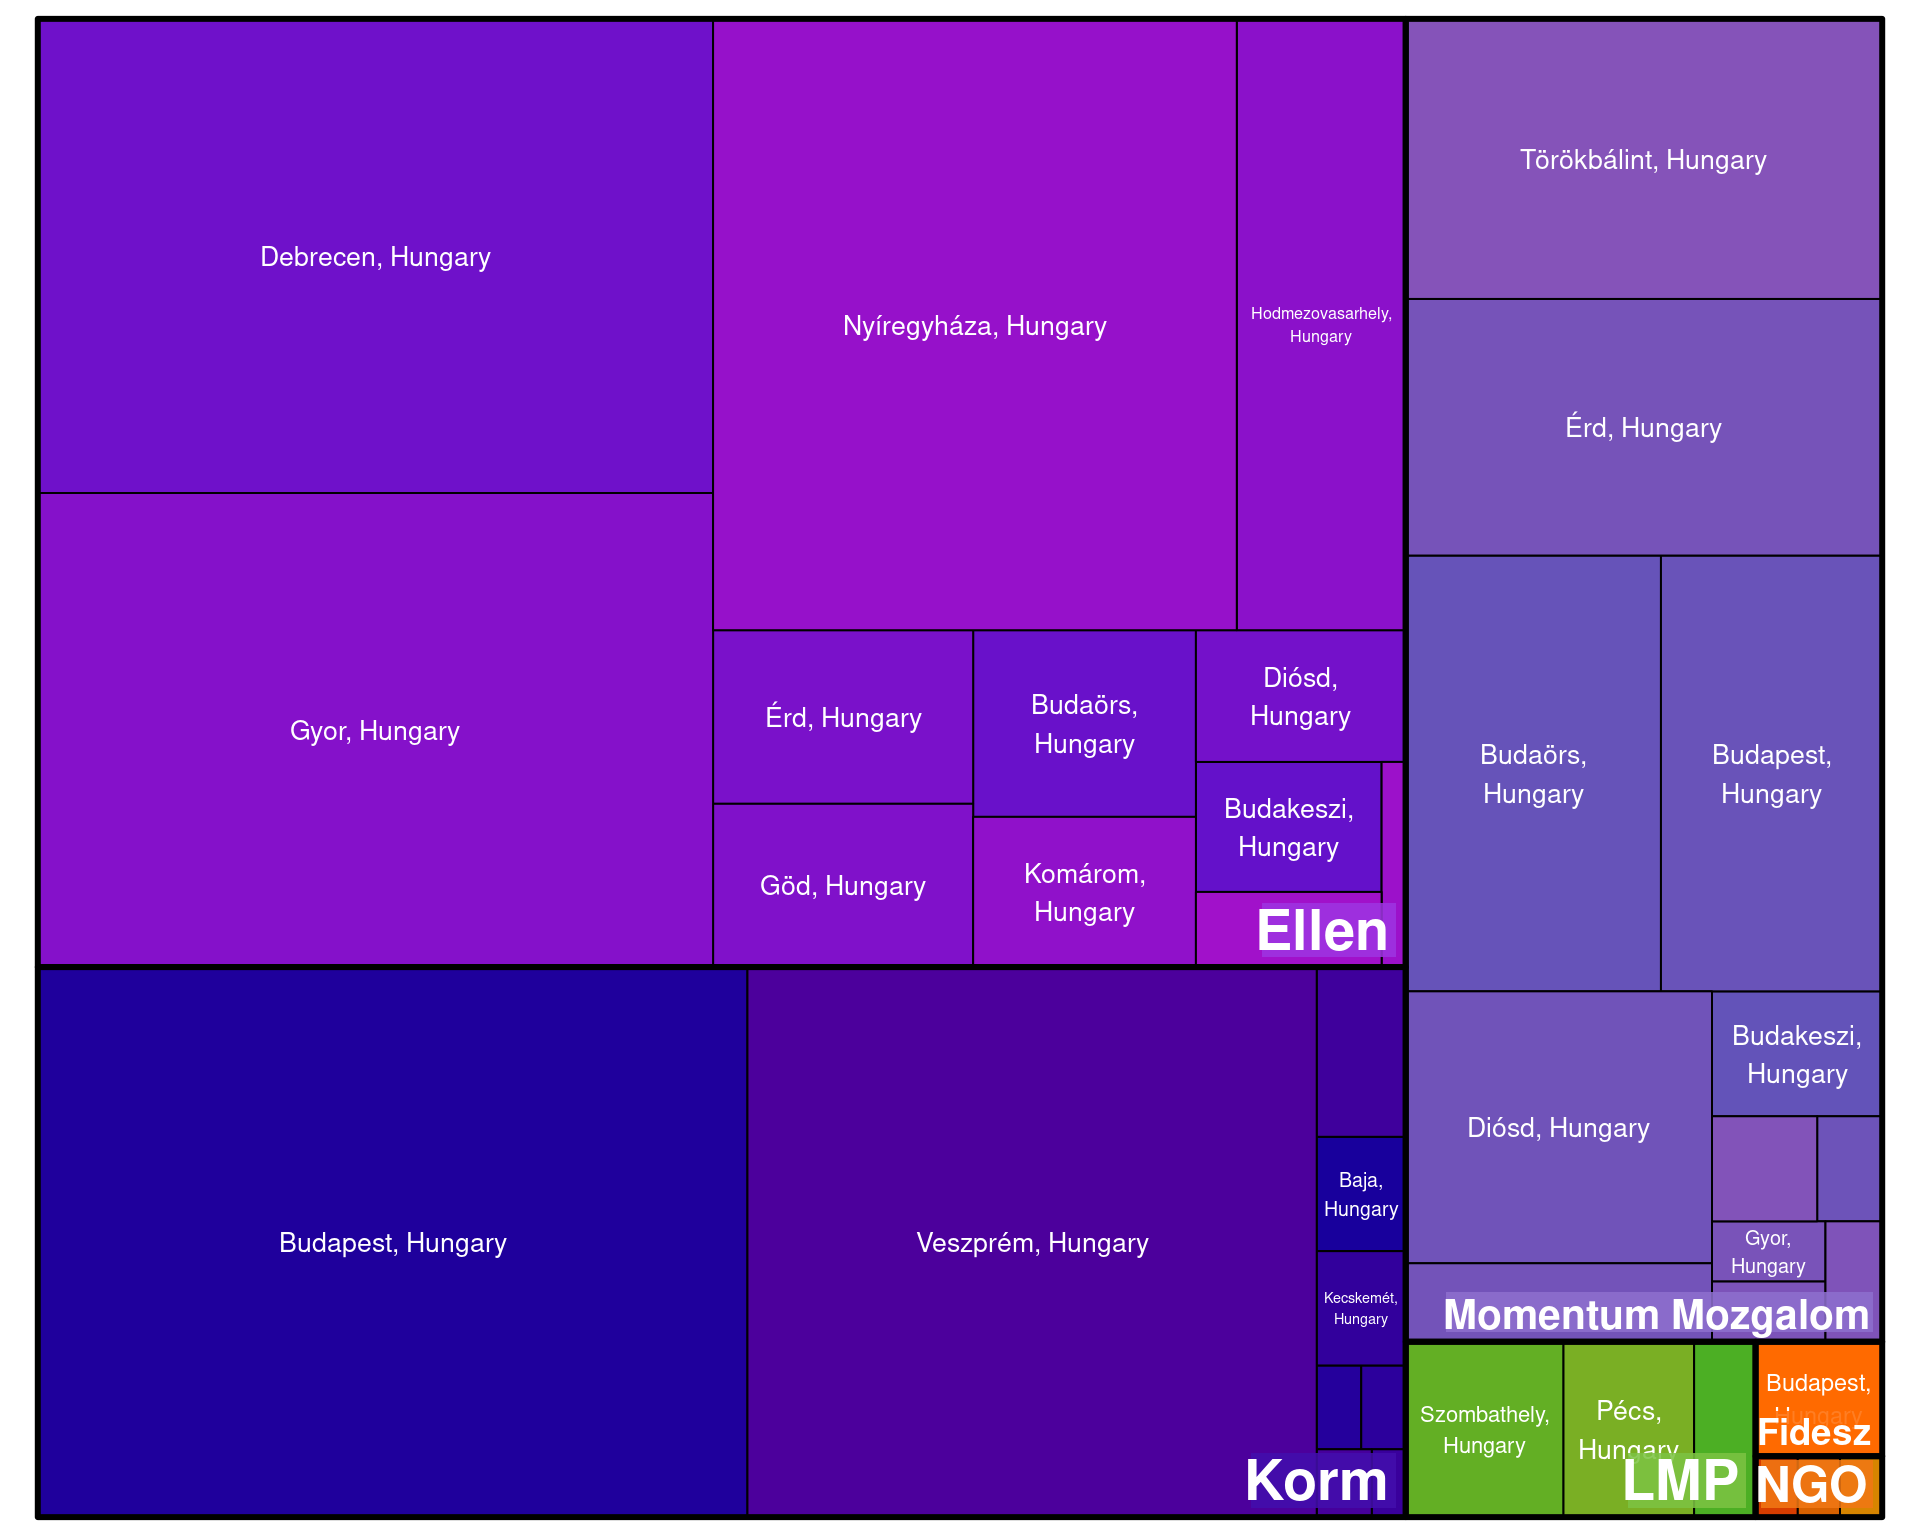 Debrecen, Hungary
Gyor, Hungary
Nyíregyháza, Hungary
Hodmezovasarhely,
Hungary
Érd, Hungary
Göd, Hungary
Budaörs,
Hungary
Komárom,
Hungary
Diósd,
Hungary
Budakeszi,
Hungary
Ellen
Budapest, Hungary
Veszprém, Hungary
Baja,
Hungary
Kecskemét,
Hungary
Korm
Törökbálint, Hungary
Érd, Hungary
Budaörs,
Hungary
Budapest,
Hungary
Diósd, Hungary
Budakeszi,
Hungary
Gyor,
Hungary
Momentum Mozgalom
Szombathely,
Hungary
Pécs,
Hungary
LMP
Budapest,
Hungary
Fidesz
NGO